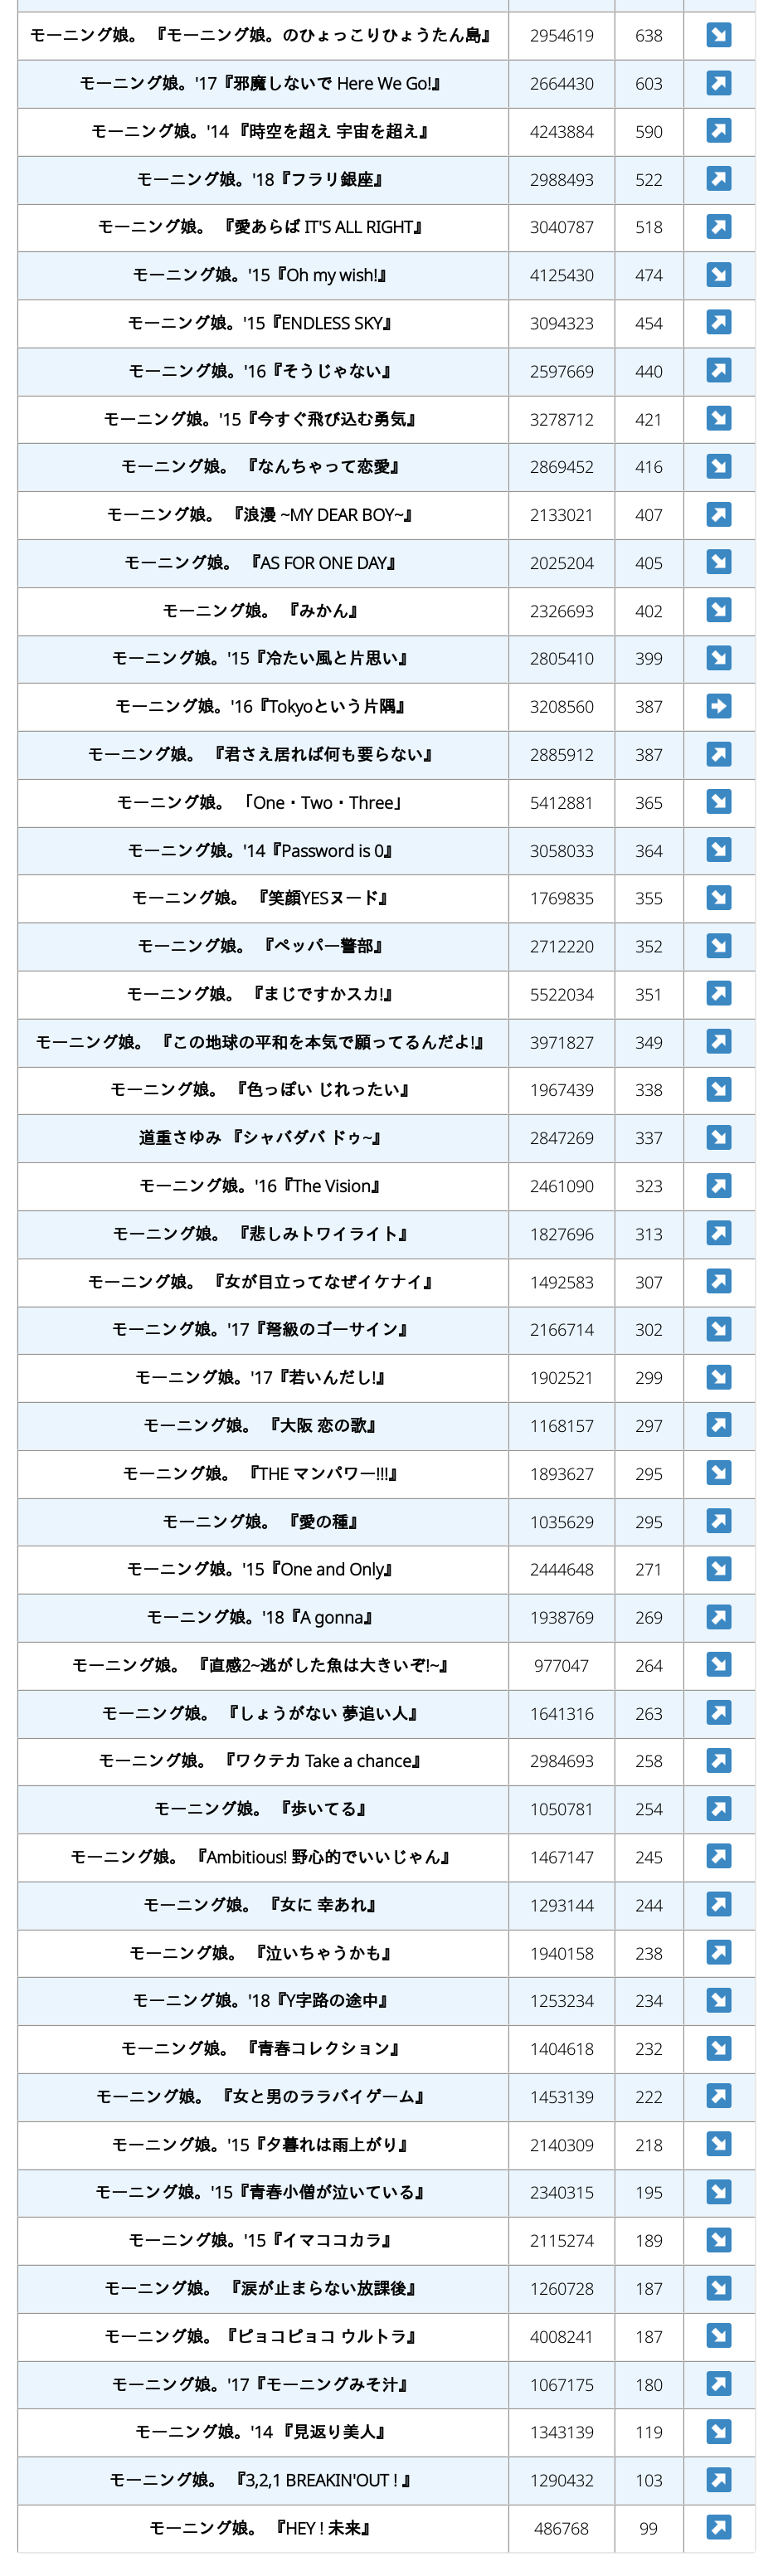 モーニング娘。 『モーニング娘。のひょっこりひょうたん島』 2954619 638 ↘
モーニング娘。'17『邪魔しないで Here We Go!』 2664430 603 ↗
モーニング娘。'14 『時空を超え 宇宙を超え』 4243884 590 ↗
モーニング娘。'18『フラリ銀座』 2988493 522 ↗
モーニング娘。 『愛あらば IT'S ALL RIGHT』 3040787 518 ↗
モーニング娘。'15『Oh my wish!』 4125430 474 ↘
モーニング娘。'15『ENDLESS SKY』 3094323 454 ↗
モーニング娘。'16『そうじゃない』 2597669 440 ↗
モーニング娘。'15『今すぐ飛び込む勇気』 3278712 421 ↘
モーニング娘。 『なんちゃって恋愛』 2869452 416 ↘
モーニング娘。 『浪漫 ~MY DEAR BOY~』 2133021 407 ↗
モーニング娘。 『AS FOR ONE DAY』 2025204 405 ↘
モーニング娘。 『みかん』 2326693 402 ↘
モーニング娘。'15『冷たい風と片思い』 2805410 399 ↘
モーニング娘。'16『Tokyoという片隅』 3208560 387 ➡
モーニング娘。 『君さえ居れば何も要らない』 2885912 387 ↗
モーニング娘。 「One・Two・Three」 5412881 365 ↘
モーニング娘。'14『Password is 0』 3058033 364 ↘
モーニング娘。 『笑顔YESヌード』 1769835 355 ↘
モーニング娘。 『ペッパー警部』 2712220 352 ↘
モーニング娘。 『まじですかスカ!』 5522034 351 ↗
モーニング娘。 『この地球の平和を本気で願ってるんだよ!』 3971827 349 ↗
モーニング娘。 『色っぽい じれったい』 1967439 338 ↘
道重さゆみ 『シャバダバ ドゥ~』 2847269 337 ↘
モーニング娘。'16『The Vision』 2461090 323 ↗
モーニング娘。 『悲しみトワイライト』 1827696 313 ↗
モーニング娘。 『女が目立ってなぜイケナイ』 1492583 307 ↗
モーニング娘。'17『弩級のゴーサイン』 2166714 302 ↘
モーニング娘。'17『若いんだし!』 1902521 299 ↘
モーニング娘。 『大阪 恋の歌』 1168157 297 ↗
モーニング娘。 『THE マンパワー!!!』 1893627 295 ↘
モーニング娘。 『愛の種』 1035629 295 ↗
モーニング娘。'15『One and Only』 2444648 271 ↘
モーニング娘。'18『A gonna』 1938769 269 ↗
モーニング娘。 『直感2~逃がした魚は大きいぞ!~』 977047 264 ↘
モーニング娘。 『しょうがない 夢追い人』 1641316 263 ↗
モーニング娘。 『ワクテカ Take a chance』 2984693 258 ↗
モーニング娘。 『歩いてる』 1050781 254 ↗
モーニング娘。 『Ambitious! 野心的でいいじゃん』 1467147 245 ↗
モーニング娘。 『女に 幸あれ』 1293144 244 ↗
モーニング娘。 『泣いちゃうかも』 1940158 238 ↗
モーニング娘。'18『Y字路の途中』 1253234 234 ↘
モーニング娘。 『青春コレクション』 1404618 232 ↘
モーニング娘。 『女と男のララバイゲーム』 1453139 222 ↗
モーニング娘。'15『夕暮れは雨上がり』 2140309 218 ↘
モーニング娘。'15『青春小僧が泣いている』 2340315 195 ↘
モーニング娘。'15『イマココカラ』 2115274 189 ↘
モーニング娘。 『涙が止まらない放課後』 1260728 187 ↘
モーニング娘。『ピョコピョコ ウルトラ』 4008241 187 ↘
モーニング娘。'17『モーニングみそ汁』 1067175 180 ↗
モーニング娘。'14 『見返り美人』 1343139 119 ↘
モーニング娘。 『3,2,1 BREAKIN'OUT ! 』 1290432 103 ↗
モーニング娘。 『HEY ! 未来』 486768 99 ↗